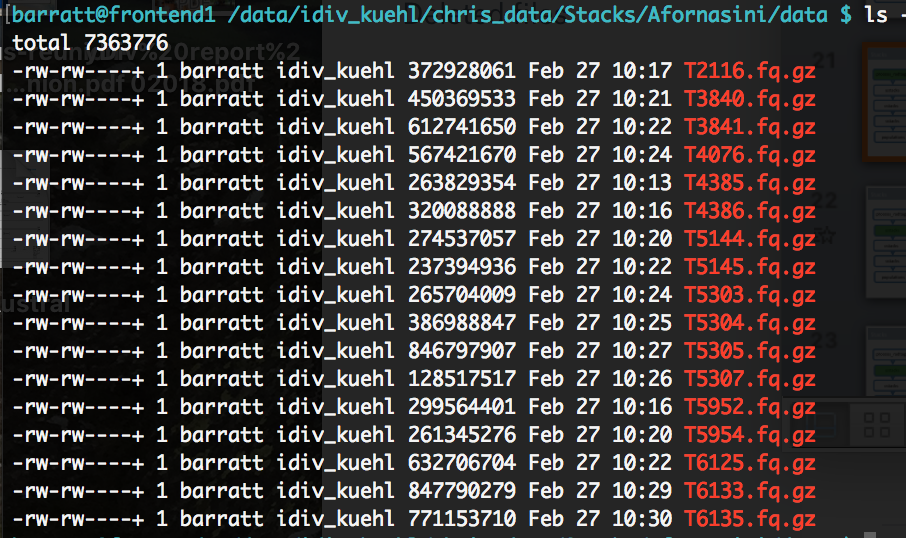 [barratt@frontend1 /data/idiv_kuehl/chris_data/Stacks/Afornasini/data $ ls -
total 7363776
-rw-rw----+ 1 barratt idiv_kuehl 372928061 Feb 27 10:17 T2116.fq.gz
-rw-rw----+ 1 barratt idiv_kuehl 450369533 Feb 27 10:21 T3840.fq.gz
-rw-rw----+ 1 barratt idiv_kuehl 612741650 Feb 27 10:22 T3841.fq.gz
-rw-rw----+ 1 barratt idiv_kuehl 567421670 Feb 27 10:24 T4076.fq.gz
-rw-rw----+ 1 barratt idiv_kuehl 263829354 Feb 27 10:13 T4385.fq.gz
-rw-rw----+ 1 barratt idiv_kuehl 320088888 Feb 27 10:16 T4386.fq.gz
-rw-rw----+ 1 barratt idiv_kuehl 274537057 Feb 27 10:20 T5144.fq.gz
-rw-rw----+ 1 barratt idiv_kuehl 237394936 Feb 27 10:22 T5145.fq.gz
-rw-rw----+ 1 barratt idiv_kuehl 265704009 Feb 27 10:24 T5303.fq.gz
-rw-rw----+ 1 barratt idiv_kuehl 386988847 Feb 27 10:25 T5304.fq.gz
-rw-rw----+ 1 barratt idiv_kuehl 846797907 Feb 27 10:27 T5305.fq.gz
-rw-rw----+ 1 barratt idiv_kuehl 128517517 Feb 27 10:26 T5307.fq.gz
-rw-rw----+ 1 barratt idiv_kuehl 299564401 Feb 27 10:16 T5952.fq.gz
-rw-rw----+ 1 barratt idiv_kuehl 261345276 Feb 27 10:20 T5954.fq.gz
-rw-rw----+ 1 barratt idiv_kuehl 632706704 Feb 27 10:22 T6125.fq.gz
-rw-rw----+ 1 barratt idiv_kuehl 847790279 Feb 27 10:29 T6133.fq.gz
-rw-rw----+ 1 barratt idiv_kuehl 771153710 Feb 27 10:30 T6135.fq.gz
21
22
23